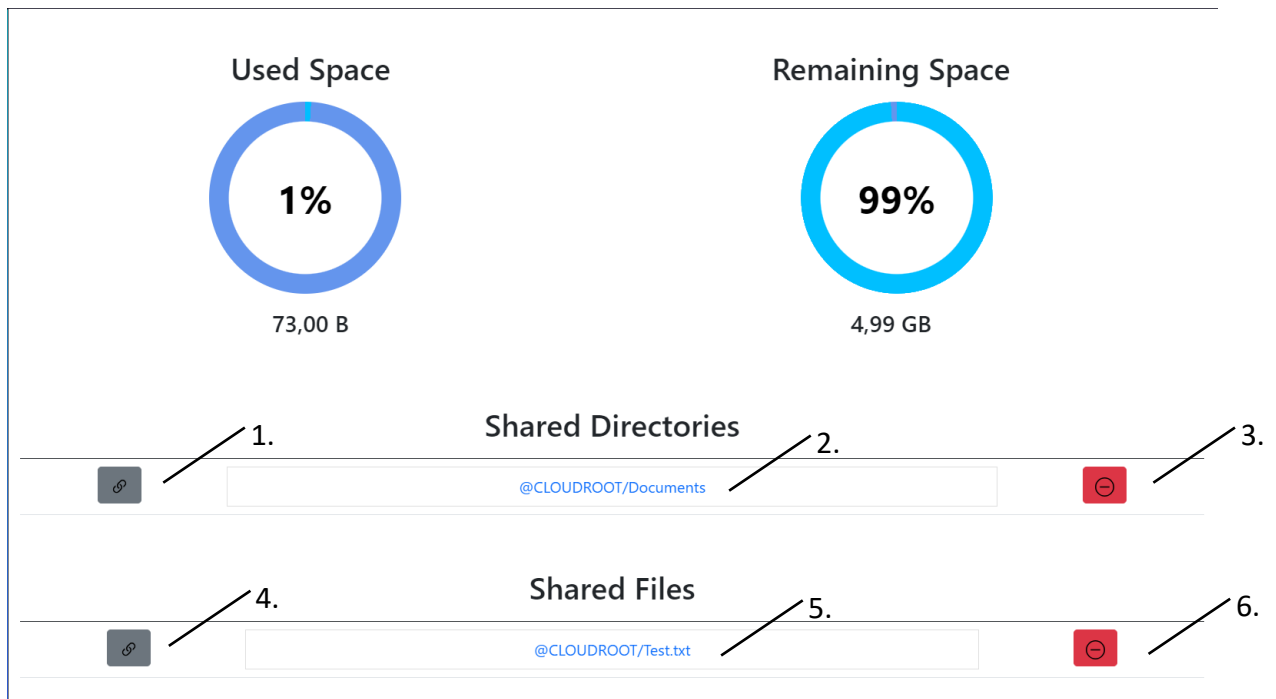 Used Space
Remaining Space
1%
99%
73,00 B
4,99 GB
Shared Directories
1.
2.
3.
@CLOUDROOT/Documents
Shared Files
4.
5.
6.
@CLOUDROOT/Test.txt